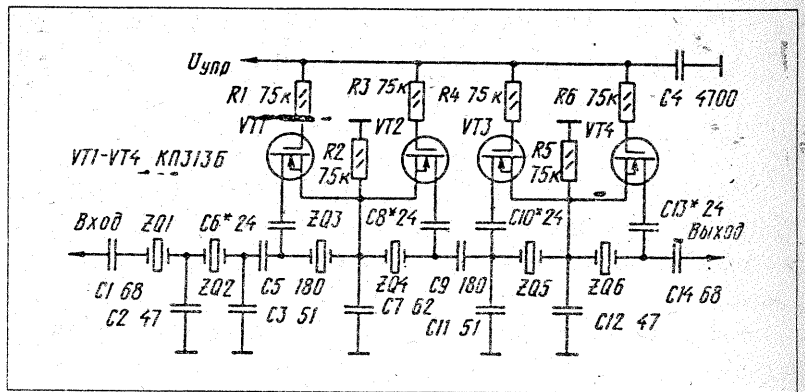 Uупр
R1 75к R3 75к R4 75к R6 75к C4 4700
VT1 VT2 VT3 VT4
R2 75к R5 75к
VT1-VT4 КП313Б
C6* 24 C8* 24 C10* 24 C13* 24
Вход ZQ1 ZQ3 Выход
C1 68 ZQ2 C5 180 ZQ4 C9 180 ZQ5 ZQ6 C14 68
C2 47 C3 51 C7 62 C11 51 C12 47